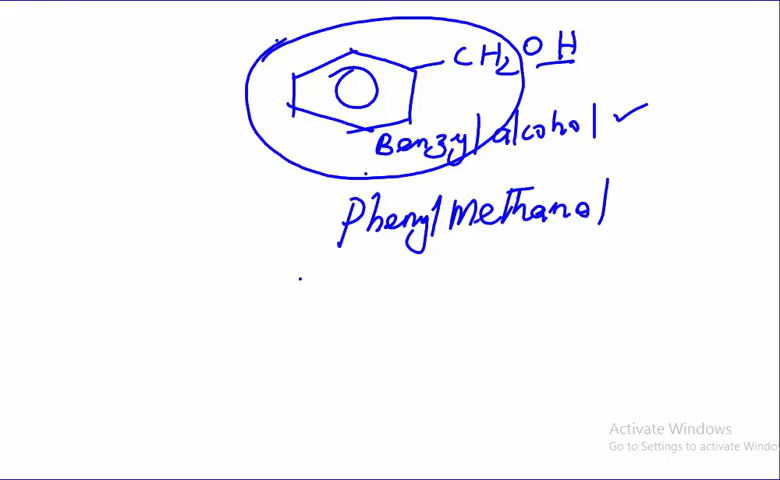 CH2OH
Benzyl alcohol ✓
Phenyl Methanol
Activate Windows
Go to Settings to activate Windo